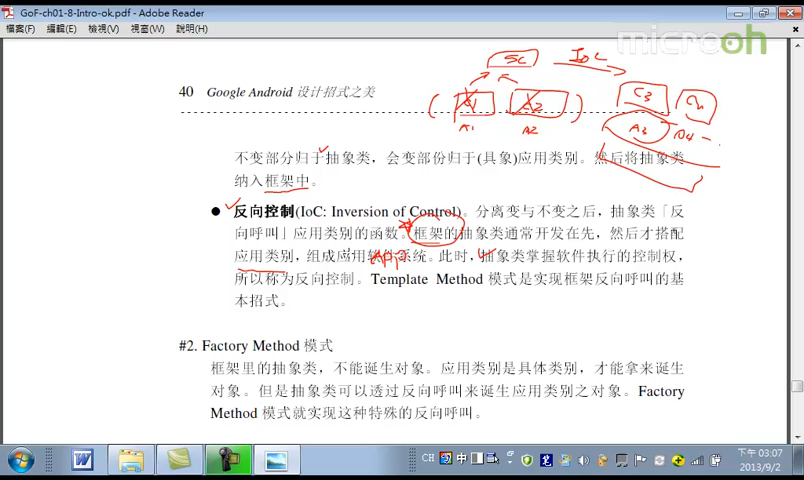 GoF-ch01-8-Intro-ok.pdf - Adobe Reader
檔案(F) 編輯(E) 檢視(V) 視窗(W) 說明(H)
microoh
SC IoC
C3
A1 A2 A3
40 Google Android 设计招式之美
不变部分归于抽象类，会变部份归于(具象)应用类别。然后将抽象类
纳入框架中。
● 反向控制(IoC: Inversion of Control)。分离变与不变之后，抽象类「反
向呼叫」应用类别的函数。框架的抽象类通常开发在先，然后才搭配
应用类别，组成应用软件系统。此时，抽象类掌握软件执行的控制权，
App
所以称为反向控制。Template Method 模式是实现框架反向呼叫的基
本招式。
#2. Factory Method 模式
框架里的抽象类，不能诞生对象。应用类别是具体类别，才能拿来诞生
对象。但是抽象类可以透过反向呼叫来诞生应用类别之对象。Factory
Method 模式就实现这种特殊的反向呼叫。
CH 中 下午 03:07
2013/9/2